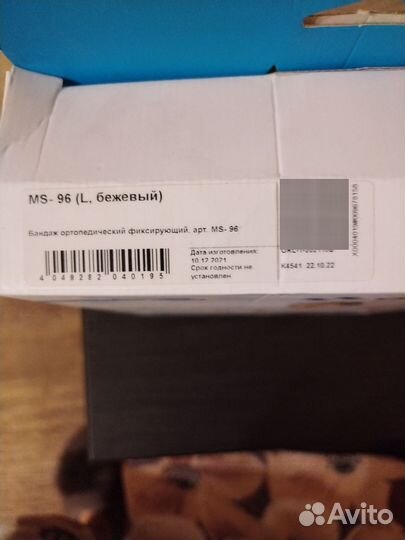 MS- 96 (L, бежевый)
Бандаж ортопедический фиксирующий. арт. MS- 96
Дата изготовления:
10.12.2021
Срок годности не
установлен
4 049282 040195
К4541 22.10.22
Avito